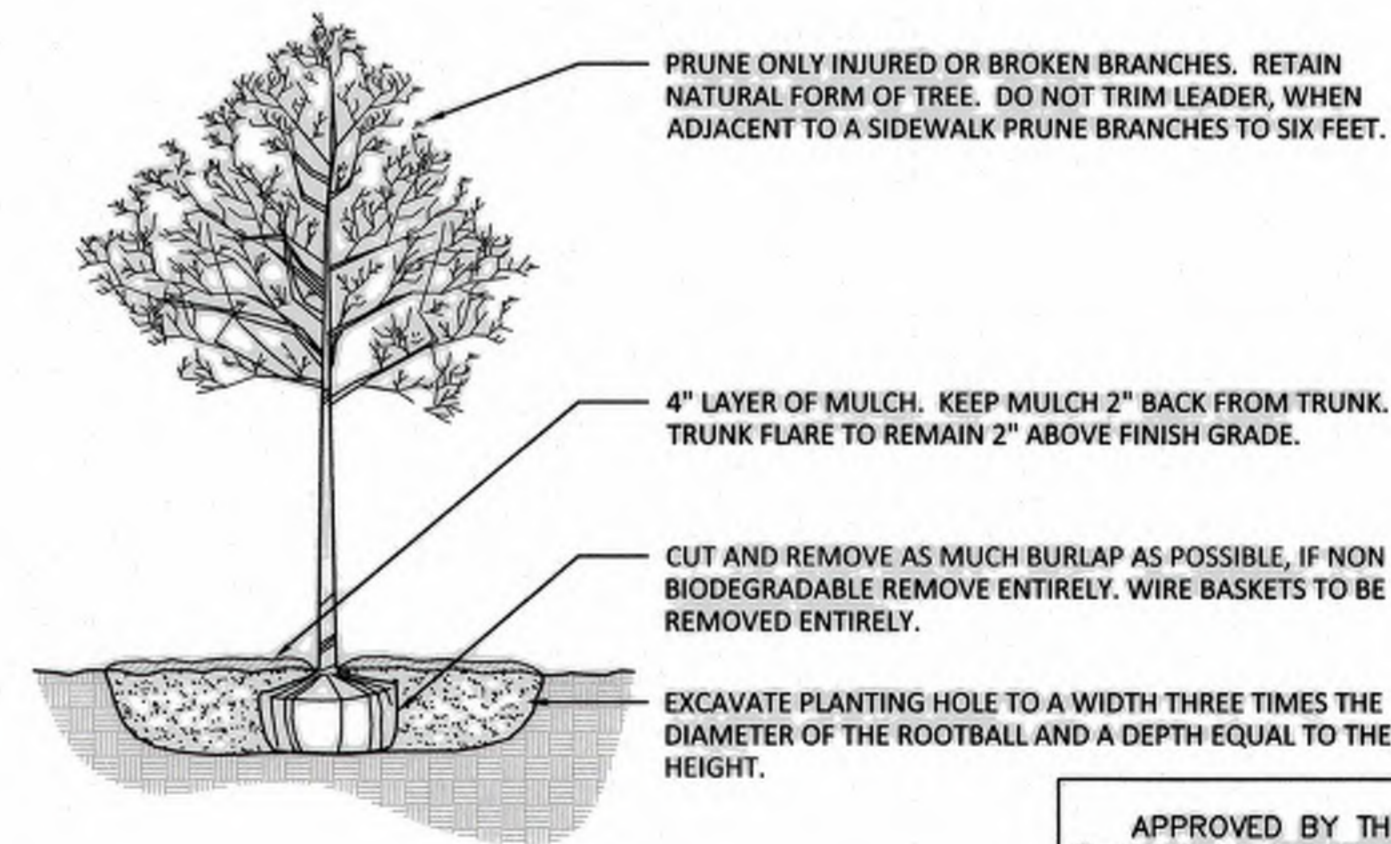 PRUNE ONLY INJURED OR BROKEN BRANCHES. RETAIN
NATURAL FORM OF TREE. DO NOT TRIM LEADER, WHEN
ADJACENT TO A SIDEWALK PRUNE BRANCHES TO SIX FEET.
4" LAYER OF MULCH. KEEP MULCH 2" BACK FROM TRUNK.
TRUNK FLARE TO REMAIN 2" ABOVE FINISH GRADE.
CUT AND REMOVE AS MUCH BURLAP AS POSSIBLE, IF NON
BIODEGRADABLE REMOVE ENTIRELY. WIRE BASKETS TO BE
REMOVED ENTIRELY.
EXCAVATE PLANTING HOLE TO A WIDTH THREE TIMES THE
DIAMETER OF THE ROOTBALL AND A DEPTH EQUAL TO THE
HEIGHT.
APPROVED BY TH